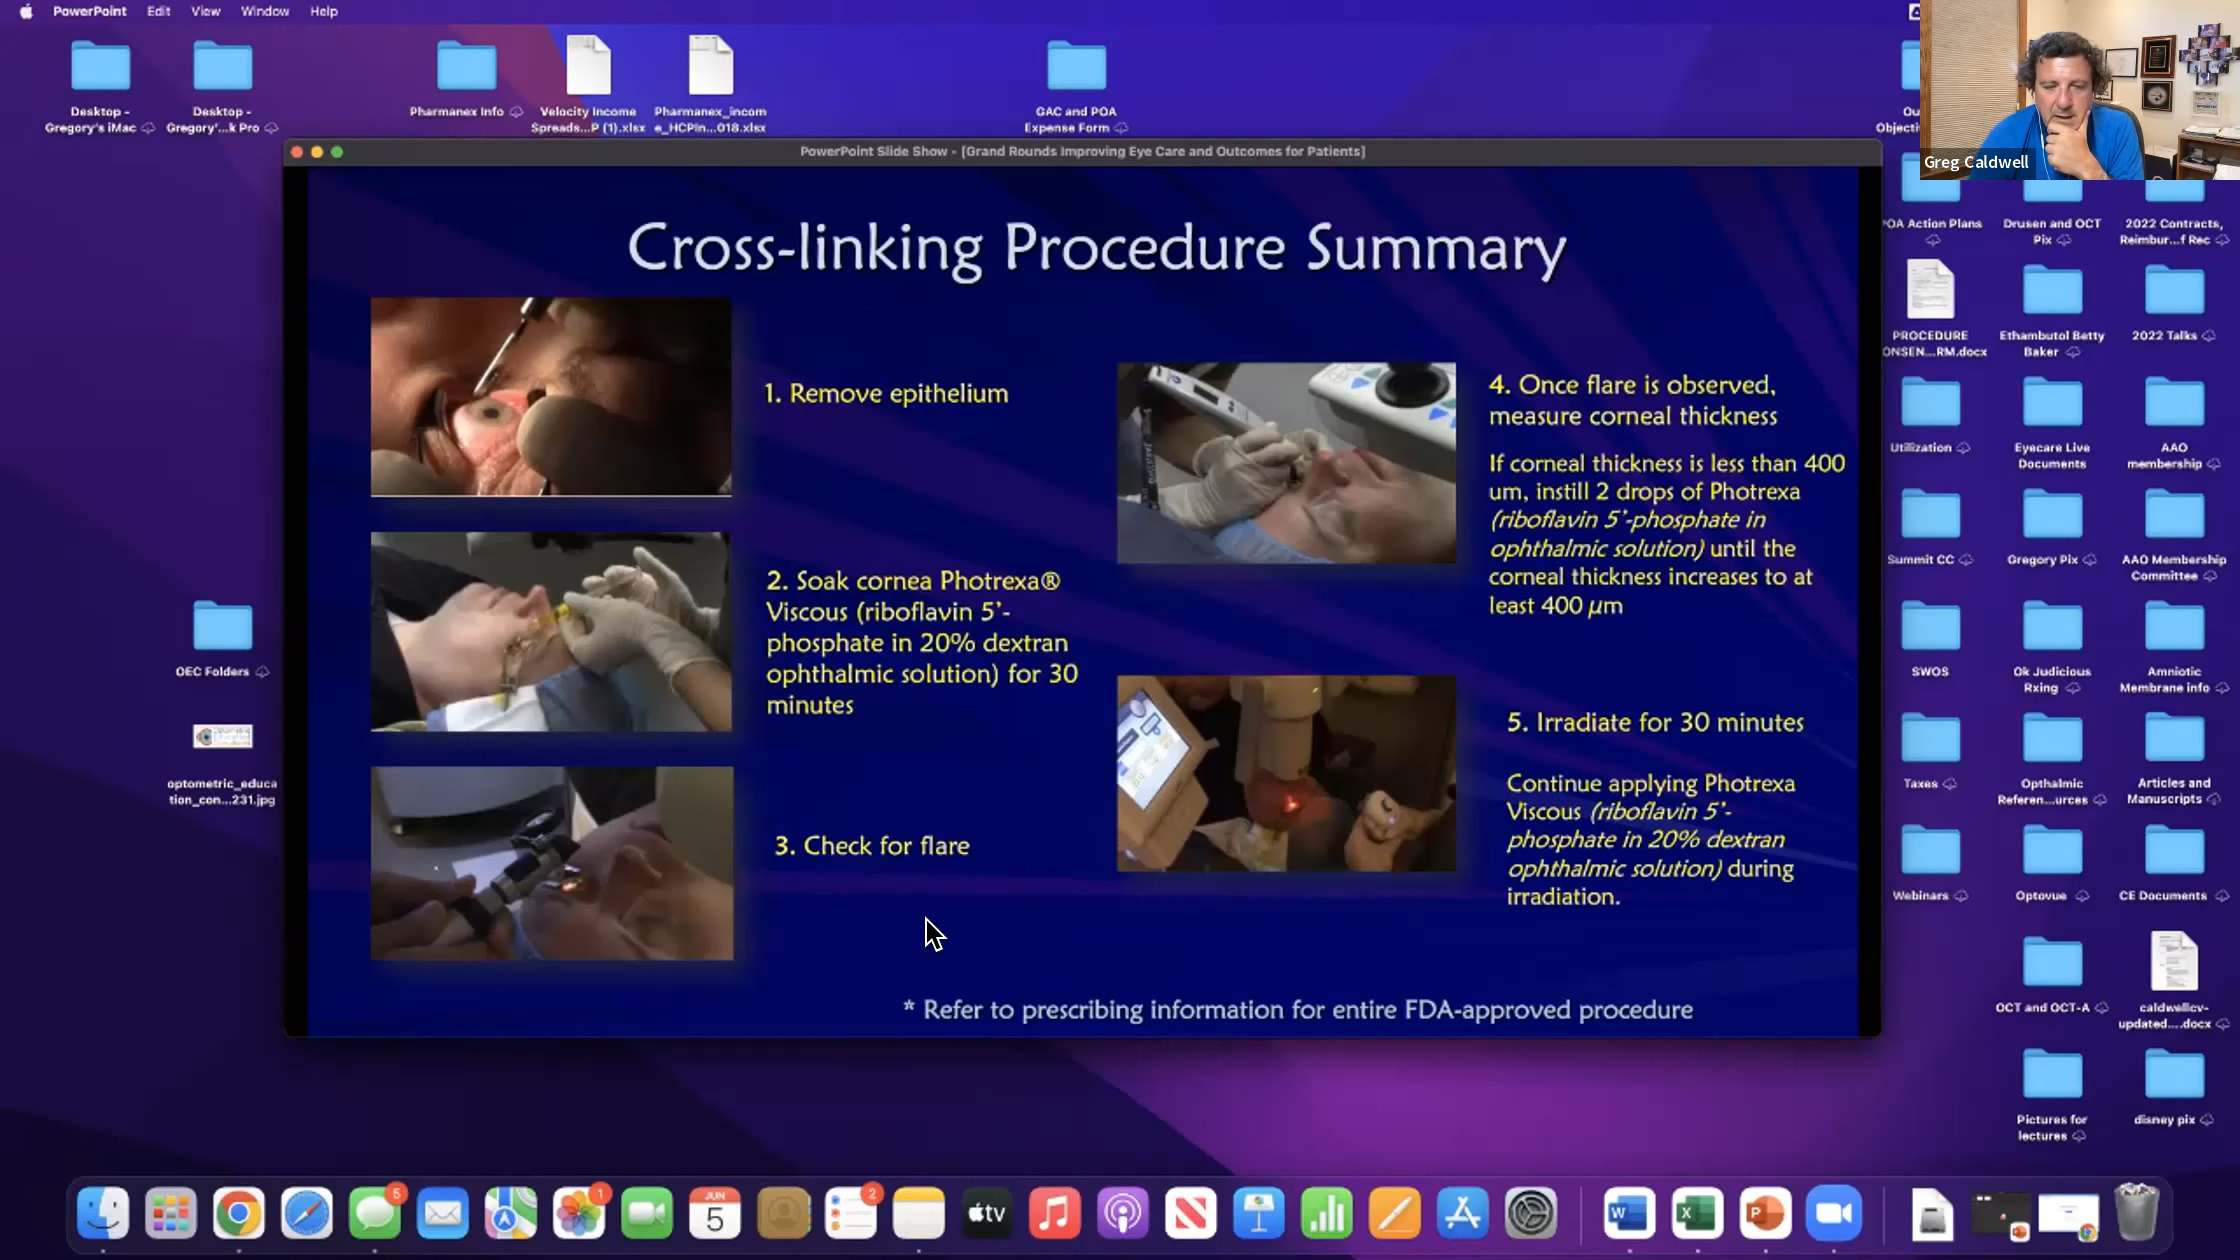 PowerPoint Edit View Window Help
Desktop –
Gregory's iMac
Desktop –
Gregory'...k Pro
Pharmanex Info
Velocity Income
Spreads...P (1).xlsx
Pharmanex_incom
e_HCPIn...018.xlsx
GAC and POA
Expense Form
Greg Caldwell
PowerPoint Slide Show - [Grand Rounds Improving Eye Care and Outcomes for Patients]
Cross-linking Procedure Summary
1. Remove epithelium
2. Soak cornea Photrexa®
Viscous (riboflavin 5'-
phosphate in 20% dextran
ophthalmic solution) for 30
minutes
3. Check for flare
4. Once flare is observed,
measure corneal thickness
If corneal thickness is less than 400
um, instill 2 drops of Photrexa
(riboflavin 5'-phosphate in
ophthalmic solution) until the
corneal thickness increases to at
least 400 µm
5. Irradiate for 30 minutes
Continue applying Photrexa
Viscous (riboflavin 5'-
phosphate in 20% dextran
ophthalmic solution) during
irradiation.
* Refer to prescribing information for entire FDA-approved procedure
OEC Folders
optometric_educa
tion_con...231.jpg
POA Action Plans
Drusen and OCT
Pix
2022 Contracts,
Reimbur...f Rec
PROCEDURE
ONSEN...RM.docx
Ethambutol Betty
Baker
2022 Talks
Utilization
Eyecare Live
Documents
AAO
membership
Summit CC
Gregory Pix
AAO Membership
Committee
SWOS
Ok Judicious
Rxing
Amniotic
Membrane info
Taxes
Opthalmic
Referen...urces
Articles and
Manuscripts
Webinars
Optovue
CE Documents
OCT and OCT-A
caldwellcv-
updated....docx
Pictures for
lectures
disney pix
5
1
JUN
5
2
tv
W
X
P